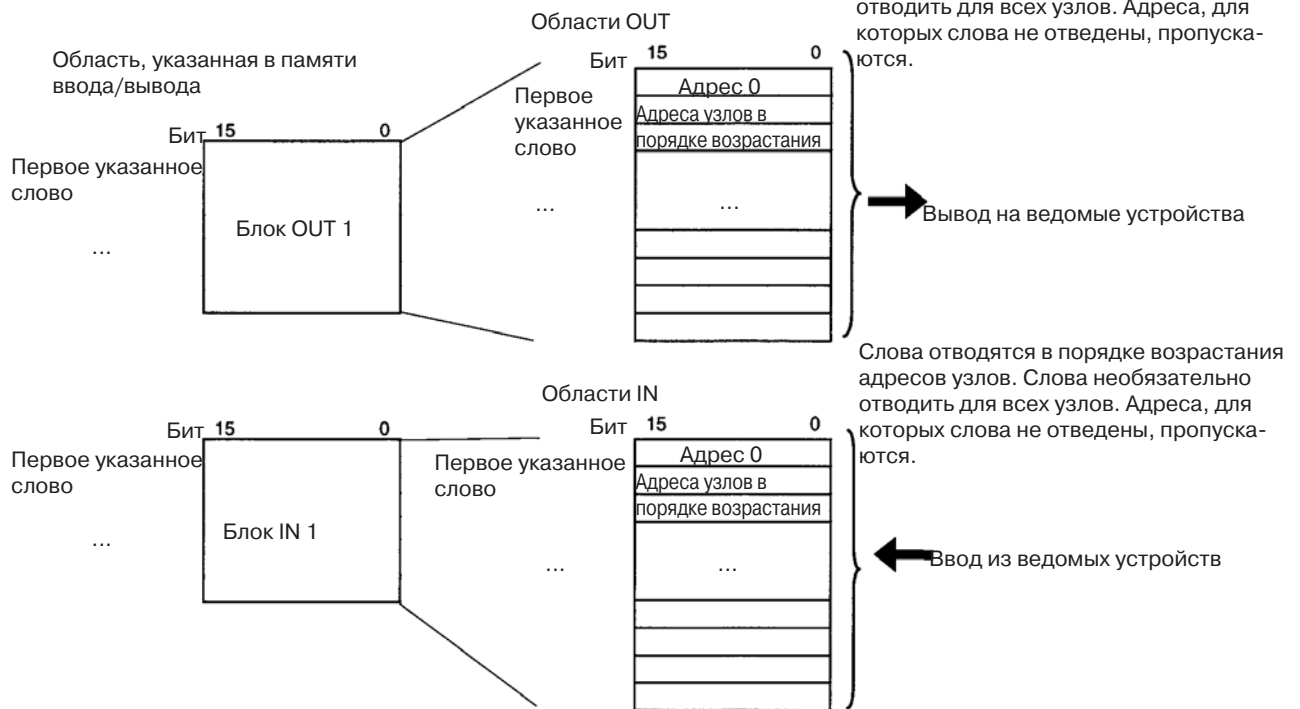 отводить для всех узлов. Адреса, для
которых слова не отведены, пропуска-
ются.
Области OUT
Область, указанная в памяти
ввода/вывода
Бит 15 0
Первое указанное
слово
...
Блок OUT 1
Бит 15 0
Первое
указанное
слово
...
Адрес 0
Адреса узлов в
порядке возрастания
...
Вывод на ведомые устройства
Слова отводятся в порядке возрастания
адресов узлов. Слова необязательно
отводить для всех узлов. Адреса, для
которых слова не отведены, пропуска-
ются.
Области IN
Бит 15 0
Первое указанное
слово
...
Блок IN 1
Бит 15 0
Первое указанное
слово
...
Адрес 0
Адреса узлов в
порядке возрастания
...
Ввод из ведомых устройств